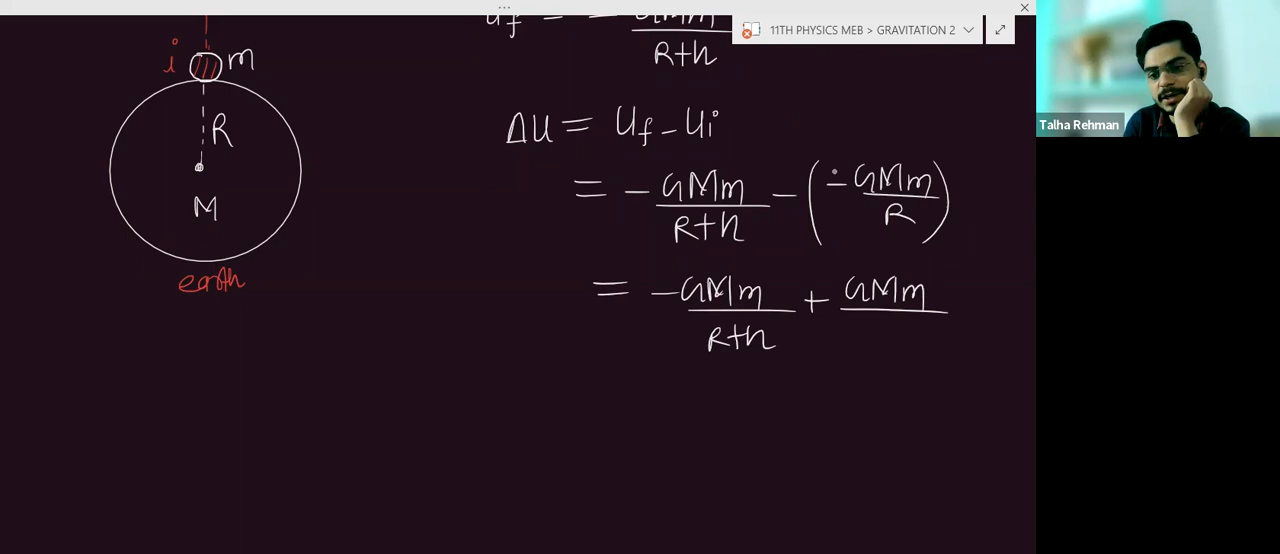 i m
R
M
earth
11TH PHYSICS MEB > GRAVITATION 2
Talha Rehman
R+h
ΔU = Uf - Ui
= - GMm/R+h - (- GMm/R)
= - GMm/R+h + GMm